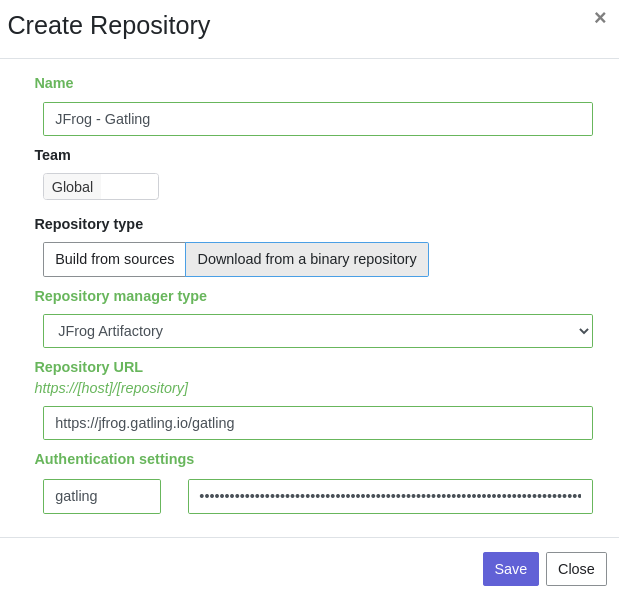 Create Repository
×
Name
JFrog - Gatling
Team
Global
Repository type
Build from sources Download from a binary repository
Repository manager type
JFrog Artifactory
Repository URL
https://[host]/[repository]
https://jfrog.gatling.io/gatling
Authentication settings
gatling
Save Close